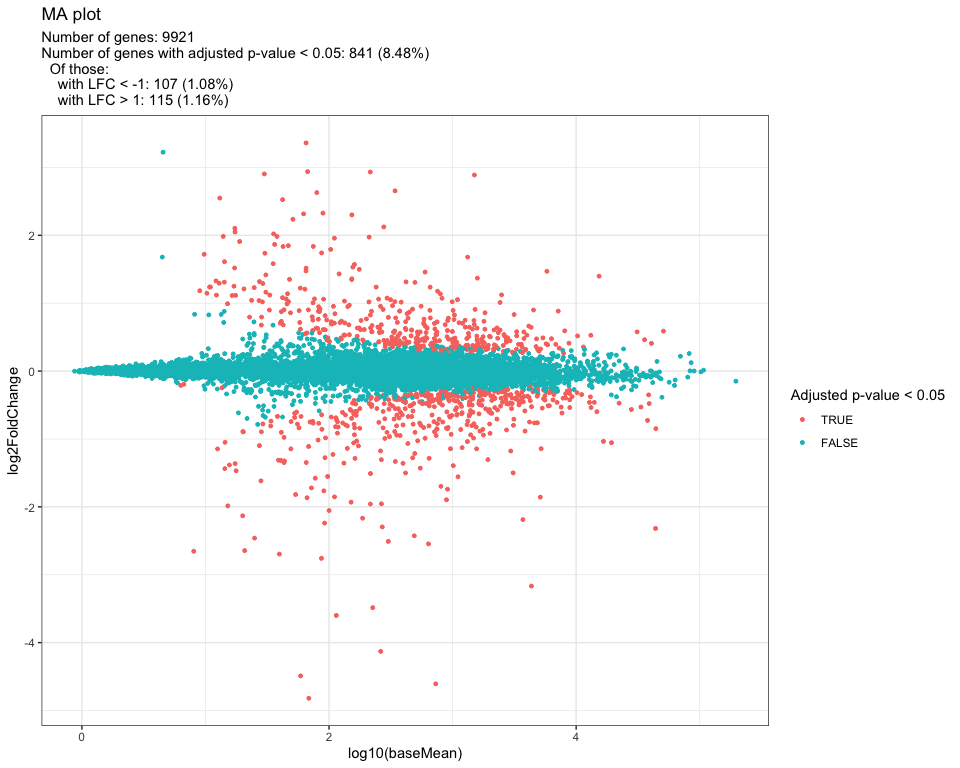 MA plot
Number of genes: 9921
Number of genes with adjusted p-value < 0.05: 841 (8.48%)
Of those:
with LFC < -1: 107 (1.08%)
with LFC > 1: 115 (1.16%)
2
0
-2
-4
log2FoldChange
0
2
4
log10(baseMean)
Adjusted p-value < 0.05
TRUE
FALSE